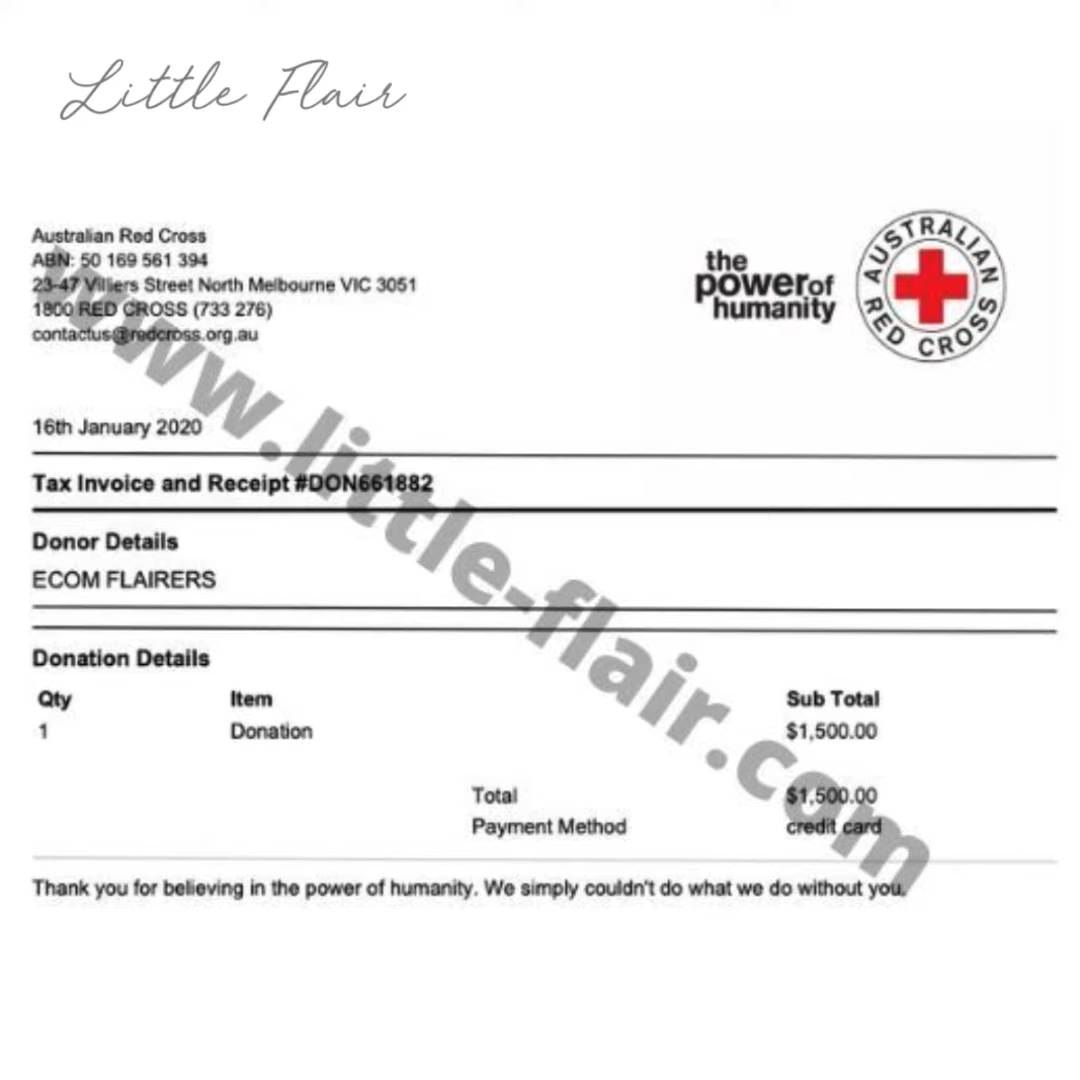 Little Flair
Australian Red Cross
ABN: 50 169 561 394
23-47 Villiers Street North Melbourne VIC 3051
1800 RED CROSS (733 276)
contactus@redcross.org.au
the
power of
humanity
AUSTRALIAN RED CROSS
16th January 2020
Tax Invoice and Receipt #DON661882
Donor Details
ECOM FLAIRERS
Donation Details
Qty Item Sub Total
1 Donation $1,500.00
Total $1,500.00
Payment Method credit card
Thank you for believing in the power of humanity. We simply couldn't do what we do without you.
www.little-flair.com